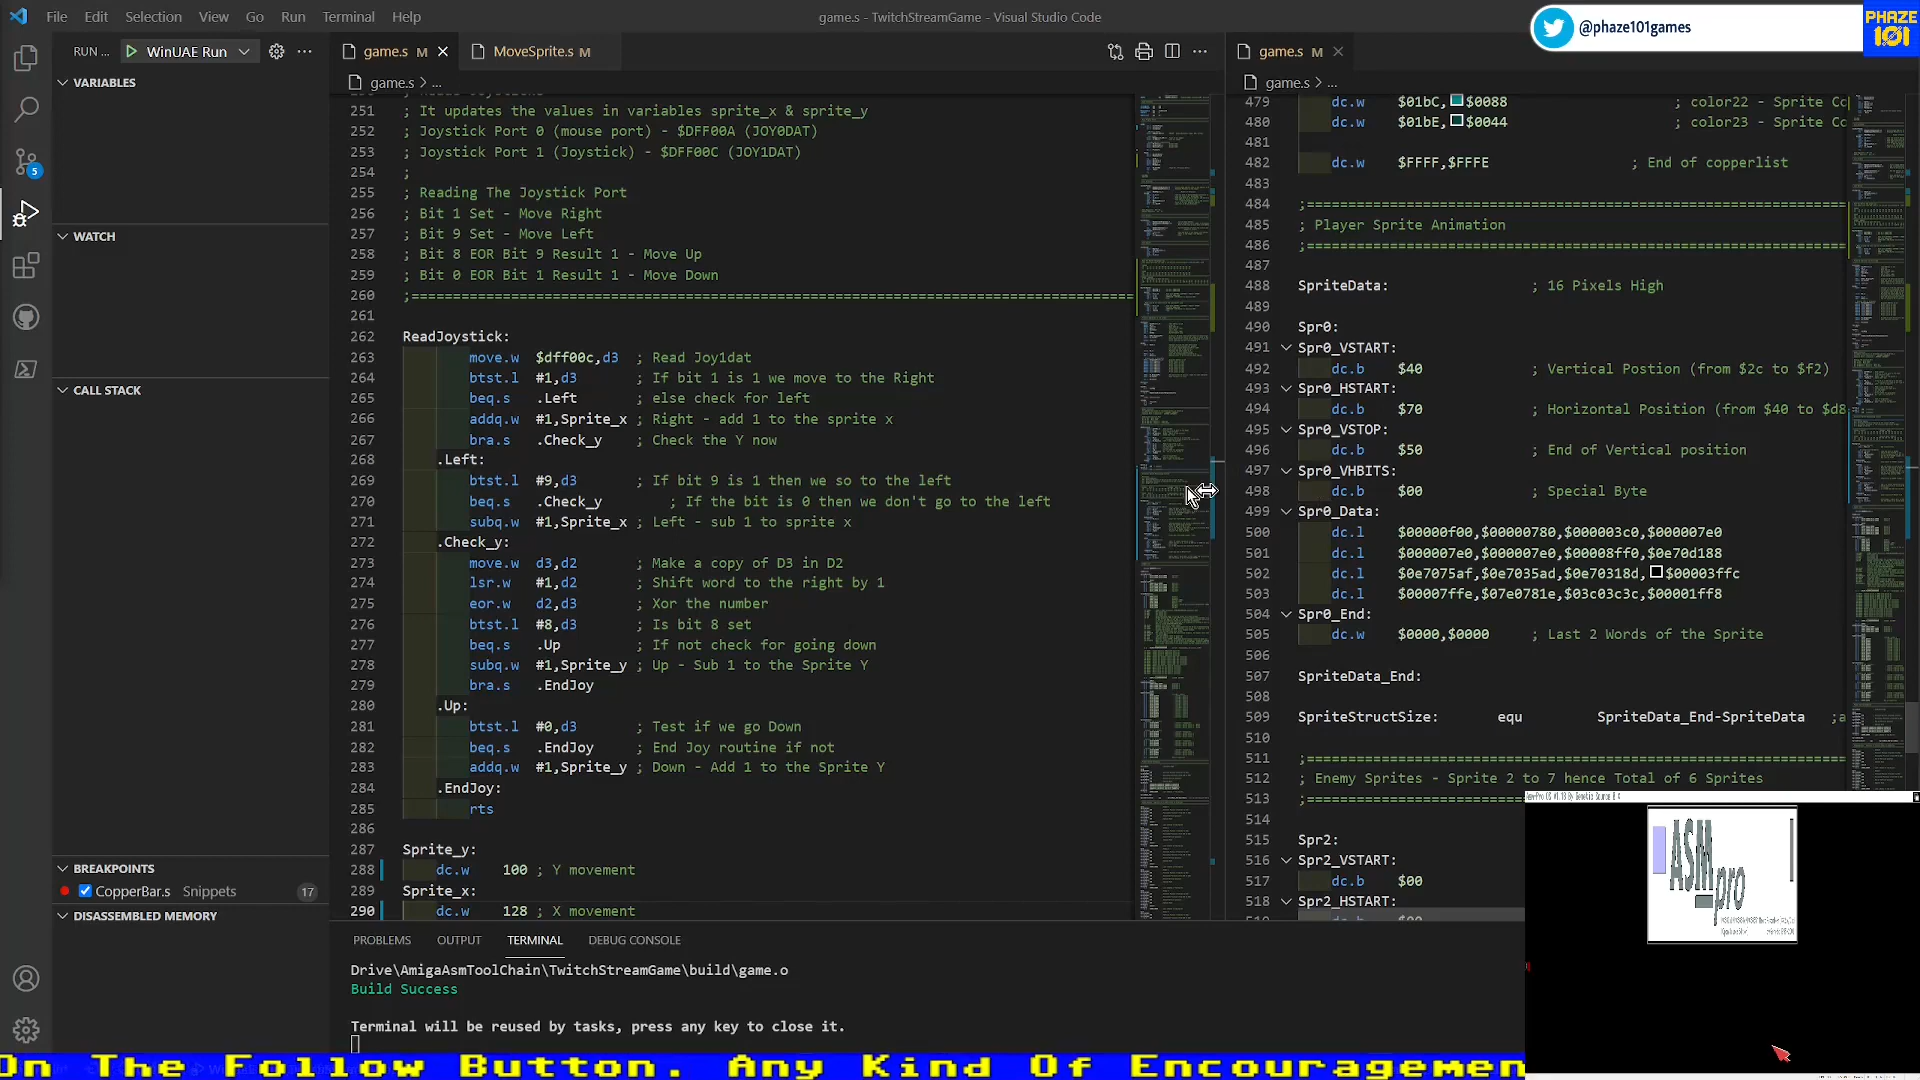 File Edit Selection View Go Run Terminal Help
game.s - TwitchStreamGame - Visual Studio Code
@phaze101games
PHAZE
101
RUN ... WinUAE Run
VARIABLES
WATCH
CALL STACK
BREAKPOINTS
CopperBar.s Snippets 17
DISASSEMBLED MEMORY
5
game.s M
MoveSprite.s M
game.s > ...
251 ; It updates the values in variables sprite_x & sprite_y
252 ; Joystick Port 0 (mouse port) - $DFF00A (JOY0DAT)
253 ; Joystick Port 1 (Joystick) - $DFF00C (JOY1DAT)
254 ;
255 ; Reading The Joystick Port
256 ; Bit 1 Set - Move Right
257 ; Bit 9 Set - Move Left
258 ; Bit 8 EOR Bit 9 Result 1 - Move Up
259 ; Bit 0 EOR Bit 1 Result 1 - Move Down
260 ;=====================================================================================
261
262 ReadJoystick:
263 move.w $dff00c,d3 ; Read Joy1dat
264 btst.l #1,d3 ; If bit 1 is 1 we move to the Right
265 beq.s .Left ; else check for left
266 addq.w #1,Sprite_x ; Right - add 1 to the sprite x
267 bra.s .Check_y ; Check the Y now
268 .Left:
269 btst.l #9,d3 ; If bit 9 is 1 then we so to the left
270 beq.s .Check_y ; If the bit is 0 then we don't go to the left
271 subq.w #1,Sprite_x ; Left - sub 1 to sprite x
272 .Check_y:
273 move.w d3,d2 ; Make a copy of D3 in D2
274 lsr.w #1,d2 ; Shift word to the right by 1
275 eor.w d2,d3 ; Xor the number
276 btst.l #8,d3 ; Is bit 8 set
277 beq.s .Up ; If not check for going down
278 subq.w #1,Sprite_y ; Up - Sub 1 to the Sprite Y
279 bra.s .EndJoy
280 .Up:
281 btst.l #0,d3 ; Test if we go Down
282 beq.s .EndJoy ; End Joy routine if not
283 addq.w #1,Sprite_y ; Down - Add 1 to the Sprite Y
284 .EndJoy:
285 rts
286
287 Sprite_y:
288 dc.w 100 ; Y movement
289 Sprite_x:
290 dc.w 128 ; X movement
game.s M
game.s > ...
479 dc.w $01bC,$0088 ; color22 - Sprite Cc
480 dc.w $01bE,$0044 ; color23 - Sprite Cc
481
482 dc.w $FFFF,$FFFE ; End of copperlist
483
484 ;=================================================================
485 ; Player Sprite Animation
486 ;=================================================================
487
488 SpriteData: ; 16 Pixels High
489
490 Spr0:
491 Spr0_VSTART:
492 dc.b $40 ; Vertical Postion (from $2c to $f2)
493 Spr0_HSTART:
494 dc.b $70 ; Horizontal Position (from $40 to $d8
495 Spr0_VSTOP:
496 dc.b $50 ; End of Vertical position
497 Spr0_VHBITS:
498 dc.b $00 ; Special Byte
499 Spr0_Data:
500 dc.l $00000f00,$00000780,$000003c0,$000007e0
501 dc.l $000007e0,$000007e0,$00008ff0,$0e70d188
502 dc.l $0e7075af,$0e7035ad,$0e70318d,$00003ffc
503 dc.l $00007ffe,$07e0781e,$03c03c3c,$00001ff8
504 Spr0_End:
505 dc.w $0000,$0000 ; Last 2 Words of the Sprite
506
507 SpriteData_End:
508
509 SpriteStructSize: equ SpriteData_End-SpriteData ;a
510
511 ;=================================================================
512 ; Enemy Sprites - Sprite 2 to 7 hence Total of 6 Sprites
513 ;=================================
514
515 Spr2:
516 Spr2_VSTART:
517 dc.b $00
518 Spr2_HSTART:
PROBLEMS OUTPUT TERMINAL DEBUG CONSOLE
Drive\AmigaAsmToolChain\TwitchStreamGame\build\game.o
Build Success
Terminal will be reused by tasks, press any key to close it.
ASM
pro
On The Follow Button. Any Kind Of Encouragemen